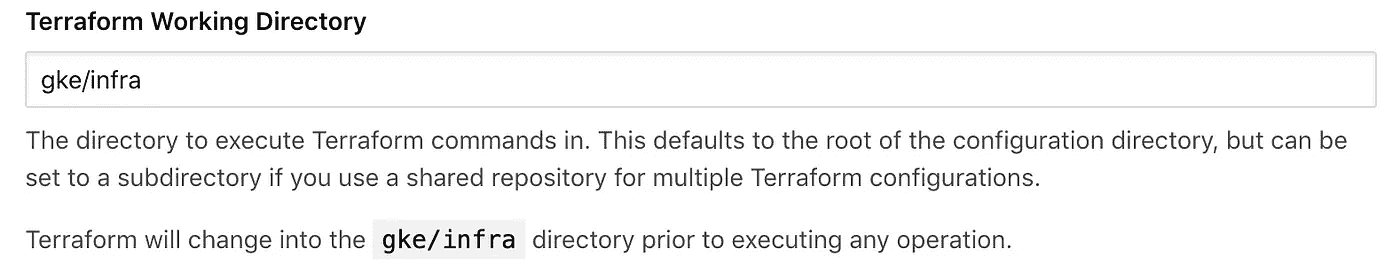 Terraform Working Directory
gke/infra
The directory to execute Terraform commands in. This defaults to the root of the configuration directory, but can be
set to a subdirectory if you use a shared repository for multiple Terraform configurations.
Terraform will change into the gke/infra directory prior to executing any operation.